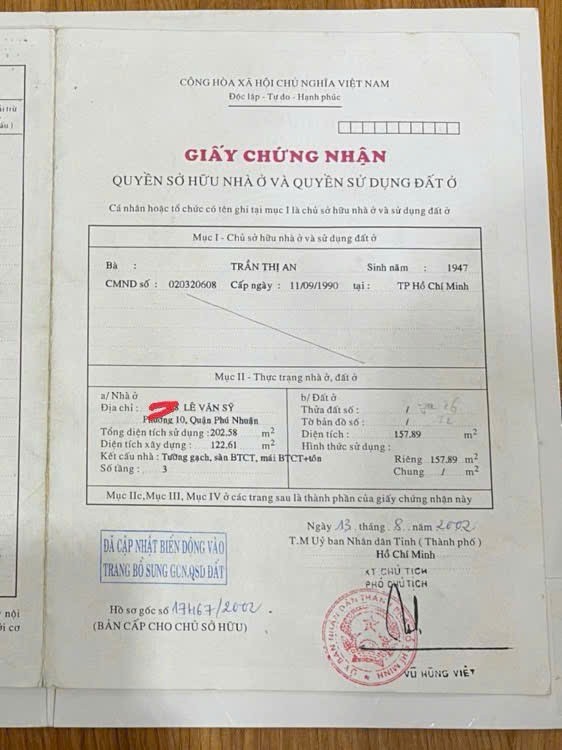 CỘNG HÒA XÃ HỘI CHỦ NGHĨA VIỆT NAM
Độc lập - Tự do - Hạnh phúc
GIẤY CHỨNG NHẬN
QUYỀN SỞ HỮU NHÀ Ở VÀ QUYỀN SỬ DỤNG ĐẤT Ở
Cá nhân hoặc tổ chức có tên ghi tại mục I là chủ sở hữu nhà ở và sử dụng đất ở
Mục I - Chủ sở hữu nhà ở và sử dụng đất ở
Bà : TRẦN THỊ AN Sinh năm : 1947
CMND số : 020320608 Cấp ngày : 11/09/1990 tại : TP Hồ Chí Minh
Mục II - Thực trạng nhà ở, đất ở
a/ Nhà ở
Địa chỉ : LÊ VĂN SỸ
Phường 10, Quận Phú Nhuận
Tổng diện tích sử dụng : 202.58 m2
Diện tích xây dựng : 122.61 m2
Kết cấu nhà : Tường gạch, sàn BTCT, mái BTCT+tôn
Số tầng : 3
b/ Đất ở
Thửa đất số : /
Tờ bản đồ số : /
Diện tích : 157.89 m2
Hình thức sử dụng :
Riêng 157.89 m2
Chung / m2
Mục IIc, Mục III, Mục IV ở các trang sau là thành phần của giấy chứng nhận này
Ngày 13 tháng 8 năm 2002
T.M Uỷ ban Nhân dân Tỉnh ( Thành phố )
Hồ Chí Minh
KT CHỦ TỊCH
PHÓ CHỦ TỊCH
ĐÃ CẬP NHẬT BIẾN ĐỘNG VÀO
TRANG BỔ SUNG GCN.QSD ĐẤT
Hồ sơ gốc số 17467/2002.
(BẢN CẤP CHO CHỦ SỞ HỮU)
VŨ HÙNG VIỆT